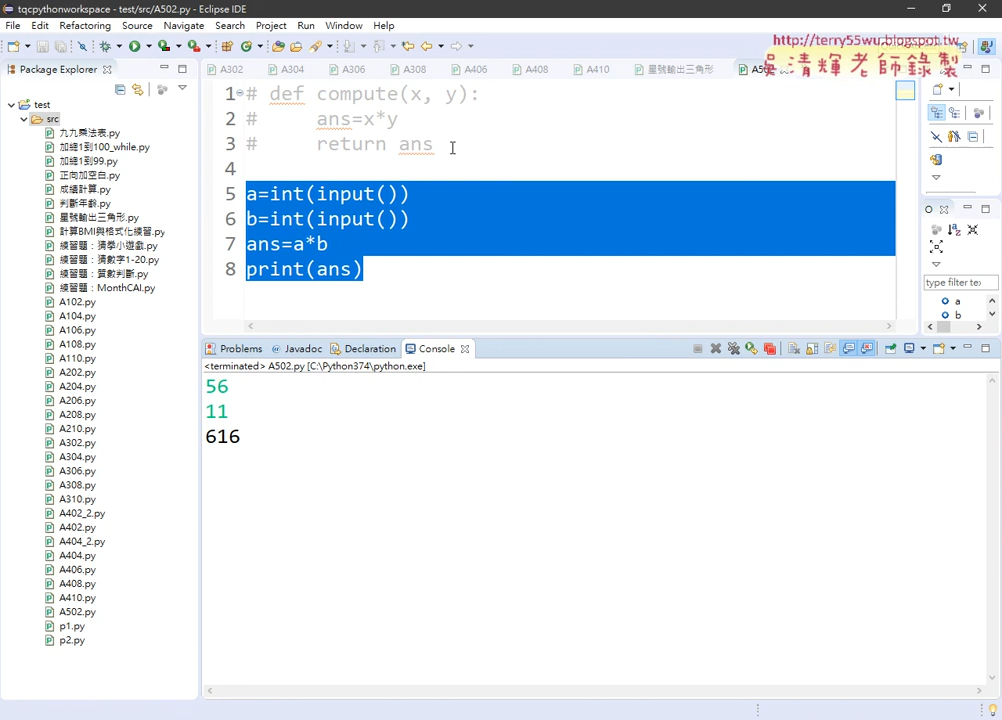 tqcpythonworkspace - test/src/A502.py - Eclipse IDE
File Edit Refactoring Source Navigate Search Project Run Window Help
http://terry55wu.blogspot.tw
吳清輝老師錄製
Package Explorer
A302 A304 A306 A308 A406 A408 A410 星號輸出三角形
test
src
九九乘法表.py
加總1到100_while.py
加總1到99.py
正向加空白.py
成績計算.py
判斷年齡.py
星號輸出三角形.py
計算BMI與格式化練習.py
練習題：猜拳小遊戲.py
練習題：猜數字1-20.py
練習題：質數判斷.py
練習題：MonthCAI.py
A102.py
A104.py
A106.py
A108.py
A110.py
A202.py
A204.py
A206.py
A208.py
A210.py
A302.py
A304.py
A306.py
A308.py
A310.py
A402_2.py
A402.py
A404_2.py
A404.py
A406.py
A408.py
A410.py
A502.py
p1.py
p2.py
1 # def compute(x, y):
2 #     ans=x*y
3 #     return ans
4
5 a=int(input())
6 b=int(input())
7 ans=a*b
8 print(ans)
type filter te
a
b
Problems Javadoc Declaration Console
<terminated> A502.py [C:\Python374\python.exe]
56
11
616